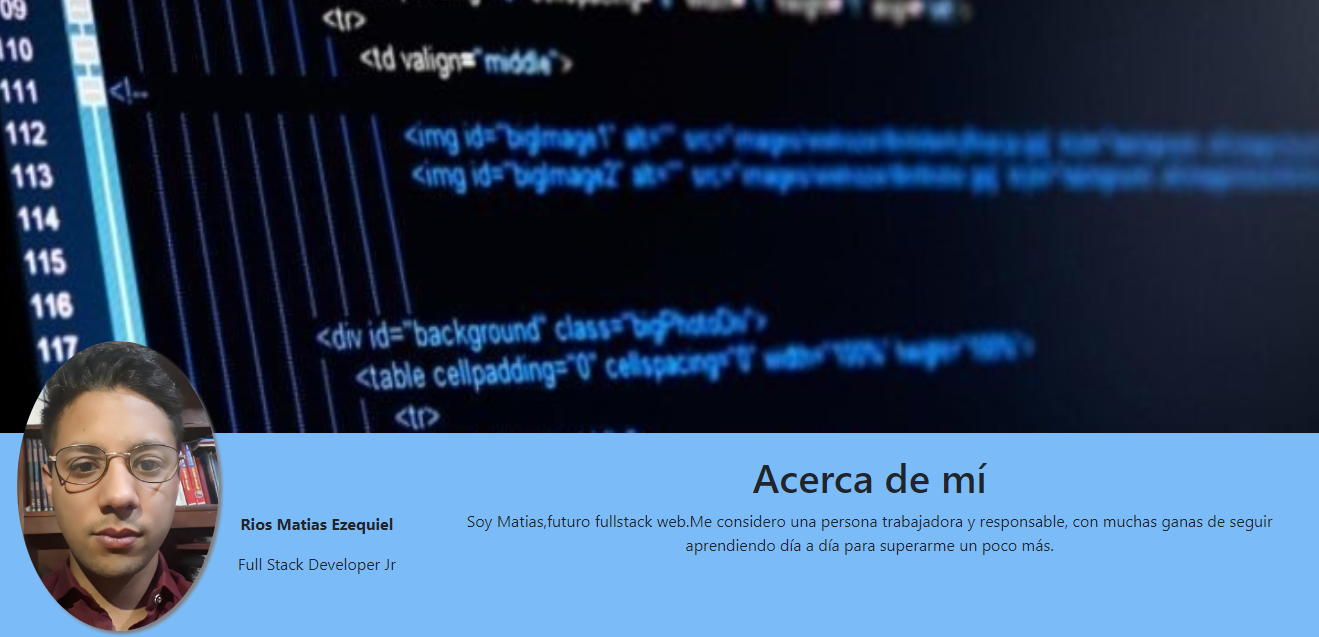 09
<tr>
110
<td valign="middle">
111
<!--
112
<img id="bigImage1" alt="" src="
113
<img id="bigImage2" alt="" src="
114
115
116
<div id="background" class="bigPhotoDiv">
117
<table cellpadding="0" cellspacing="0" width="100%" height="100%">
<tr>
Acerca de mí
Soy Matias,futuro fullstack web.Me considero una persona trabajadora y responsable, con muchas ganas de seguir
aprendiendo día a día para superarme un poco más.
Rios Matias Ezequiel
Full Stack Developer Jr